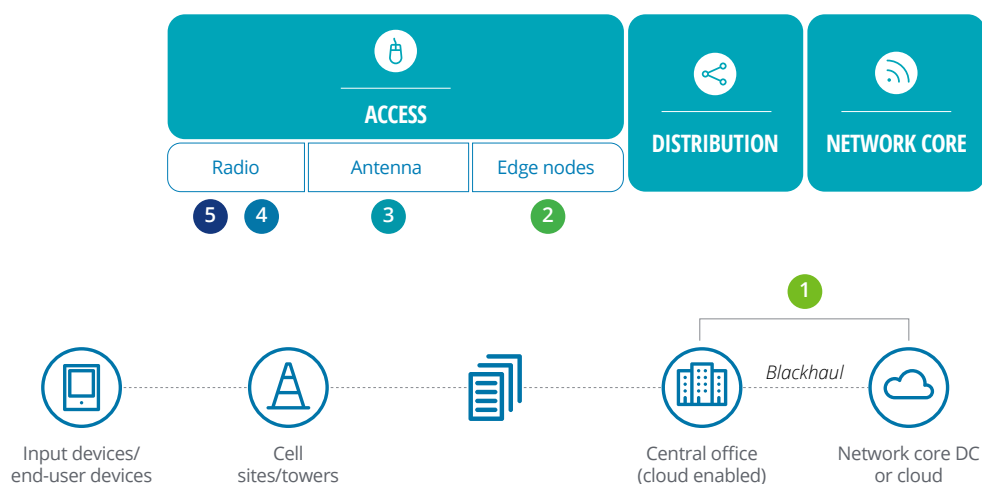 ACCESS
DISTRIBUTION
NETWORK CORE
Radio
Antenna
Edge nodes
5
4
3
2
1
Blackhaul
Input devices/
end-user devices
Cell
sites/towers
Central office
(cloud enabled)
Network core DC
or cloud